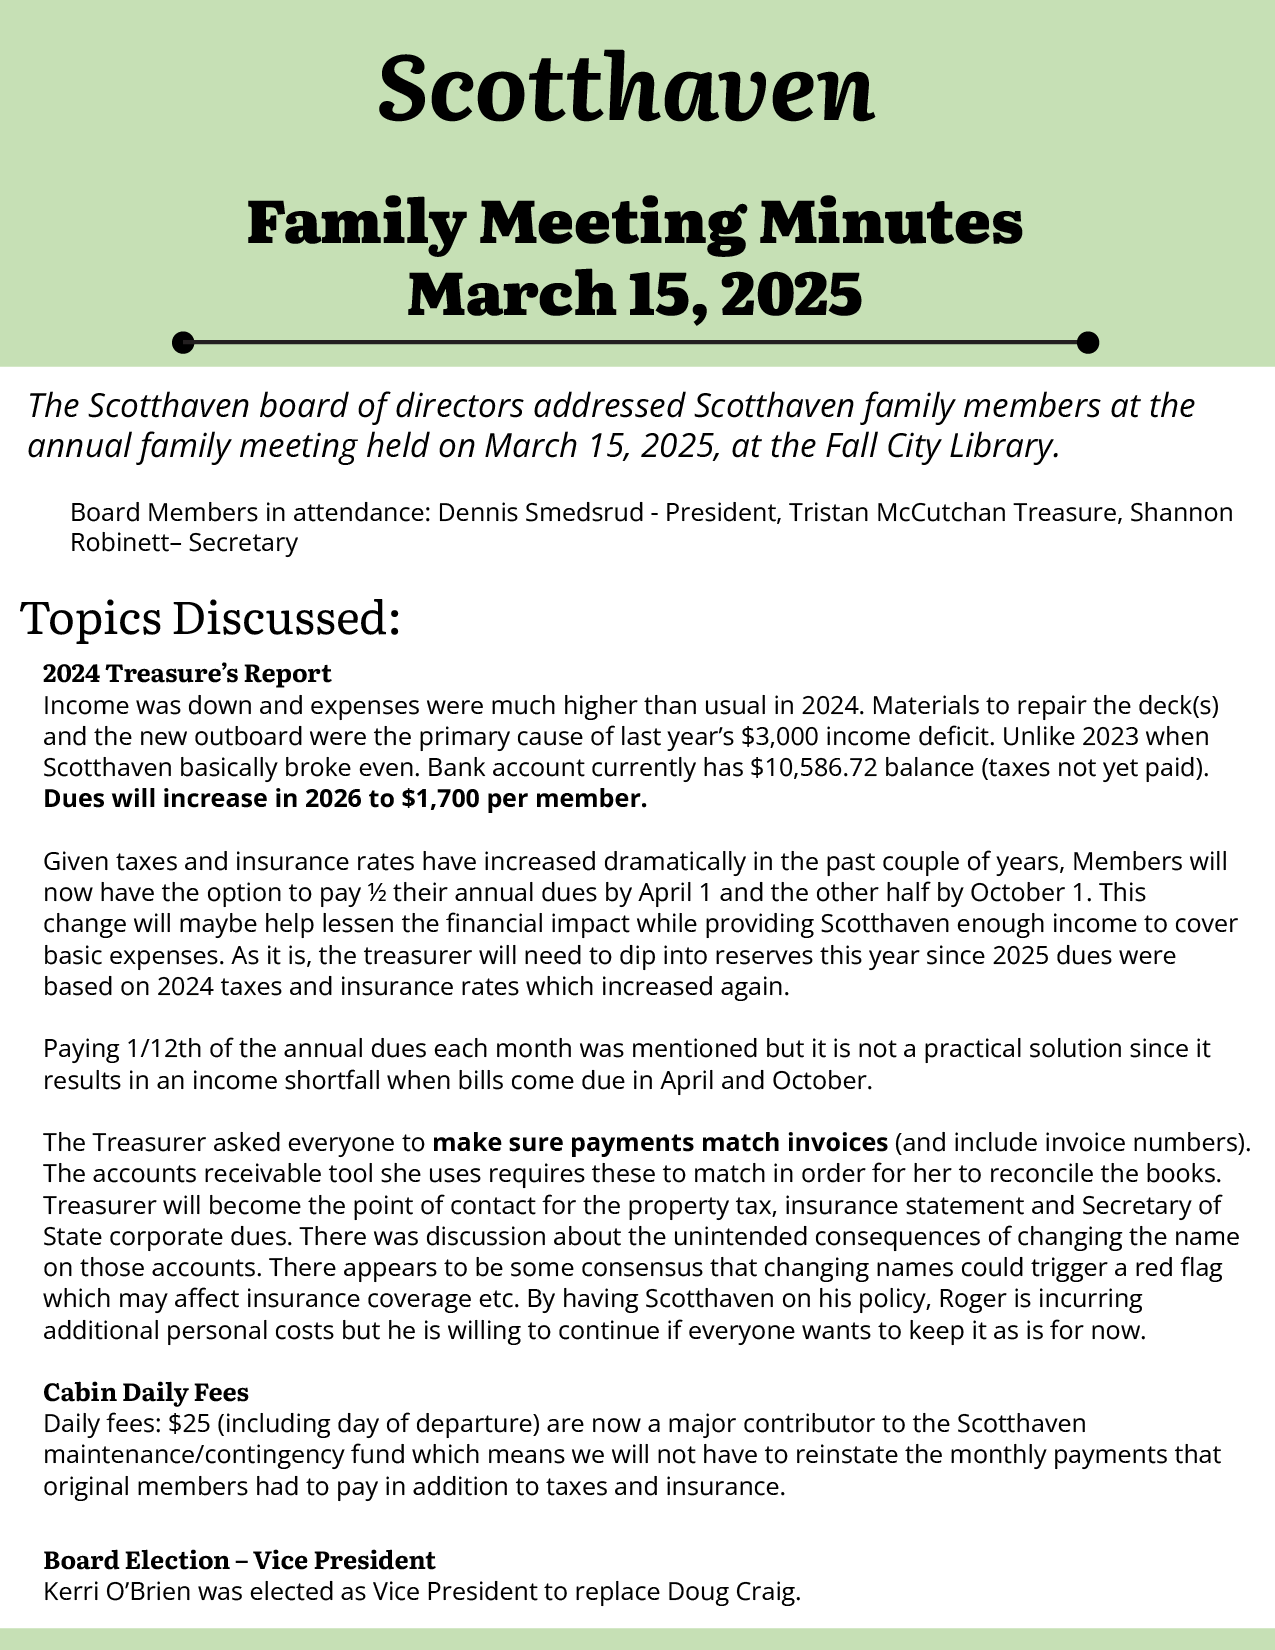 Scotthaven
Family Meeting Minutes
March 15, 2025
The Scotthaven board of directors addressed Scotthaven family members at the
annual family meeting held on March 15, 2025, at the Fall City Library.
Board Members in attendance: Dennis Smedsrud - President, Tristan McCutchan Treasure, Shannon
Robinett– Secretary
Topics Discussed:
2024 Treasure’s Report
Income was down and expenses were much higher than usual in 2024. Materials to repair the deck(s)
and the new outboard were the primary cause of last year’s $3,000 income deficit. Unlike 2023 when
Scotthaven basically broke even. Bank account currently has $10,586.72 balance (taxes not yet paid).
Dues will increase in 2026 to $1,700 per member.
Given taxes and insurance rates have increased dramatically in the past couple of years, Members will
now have the option to pay ½ their annual dues by April 1 and the other half by October 1. This
change will maybe help lessen the financial impact while providing Scotthaven enough income to cover
basic expenses. As it is, the treasurer will need to dip into reserves this year since 2025 dues were
based on 2024 taxes and insurance rates which increased again.
Paying 1/12th of the annual dues each month was mentioned but it is not a practical solution since it
results in an income shortfall when bills come due in April and October.
The Treasurer asked everyone to make sure payments match invoices (and include invoice numbers).
The accounts receivable tool she uses requires these to match in order for her to reconcile the books.
Treasurer will become the point of contact for the property tax, insurance statement and Secretary of
State corporate dues. There was discussion about the unintended consequences of changing the name
on those accounts. There appears to be some consensus that changing names could trigger a red flag
which may affect insurance coverage etc. By having Scotthaven on his policy, Roger is incurring
additional personal costs but he is willing to continue if everyone wants to keep it as is for now.
Cabin Daily Fees
Daily fees: $25 (including day of departure) are now a major contributor to the Scotthaven
maintenance/contingency fund which means we will not have to reinstate the monthly payments that
original members had to pay in addition to taxes and insurance.
Board Election – Vice President
Kerri O’Brien was elected as Vice President to replace Doug Craig.